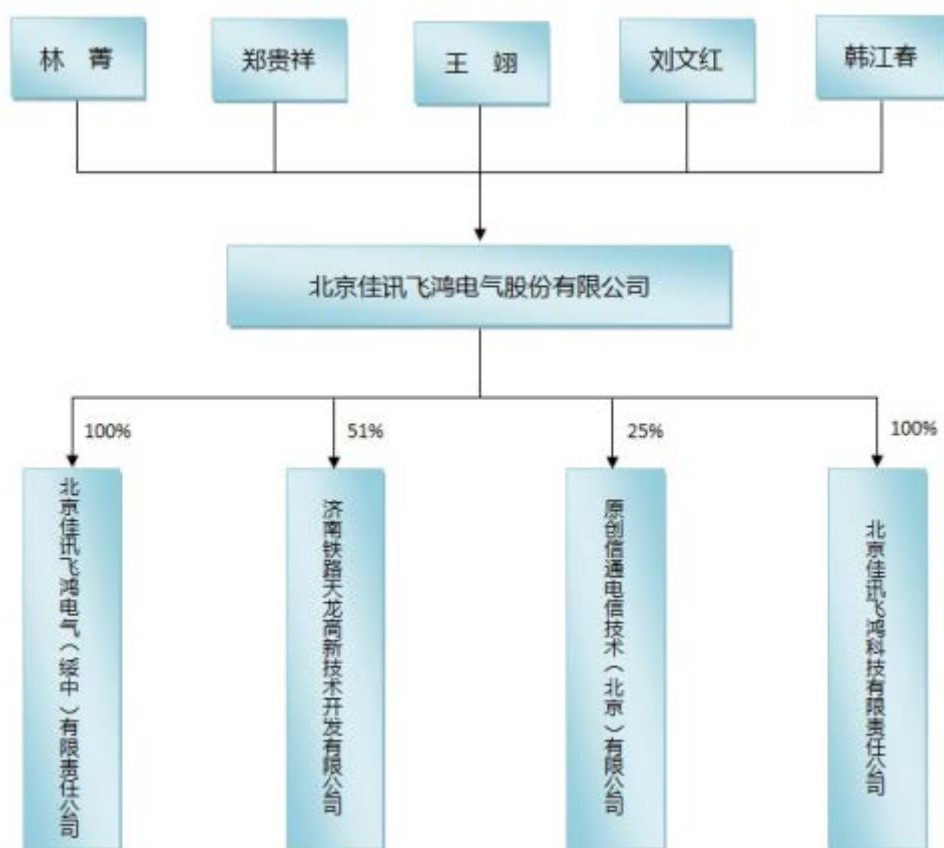 林 菁
郑贵祥
王 翊
刘文红
韩江春
北京佳讯飞鸿电气股份有限公司
100%
51%
25%
100%
北京佳讯飞鸿电气（绥中）有限责任公司
济南铁路天龙高新技术开发有限公司
原创信通电信技术（北京）有限公司
北京佳讯飞鸿科技有限责任公司